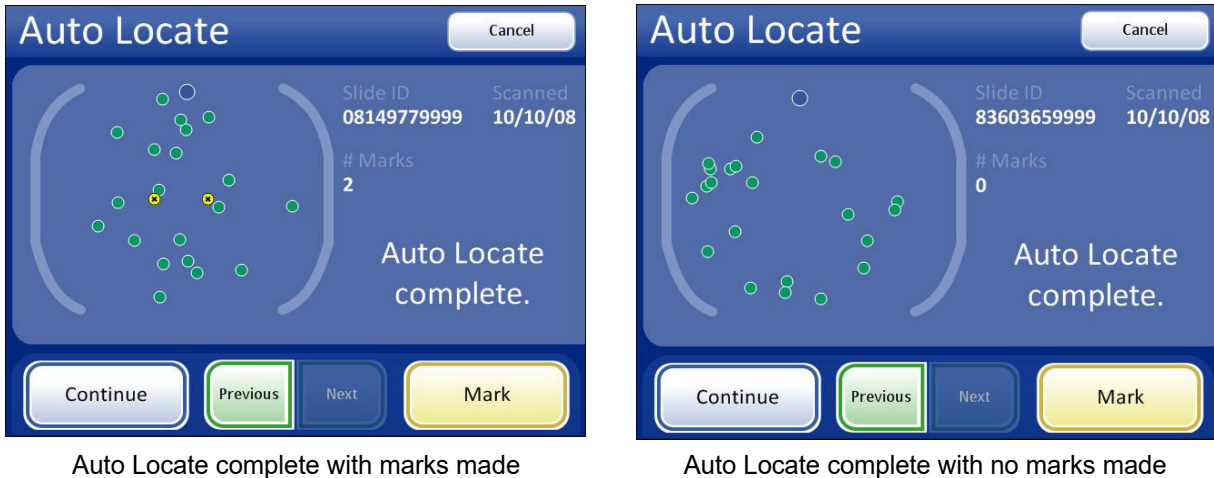 Auto Locate
Cancel
Slide ID Scanned
08149779999 10/10/08
# Marks
2
Auto Locate
complete.
Continue
Previous
Next
Mark
Auto Locate complete with marks made
Auto Locate
Cancel
Slide ID Scanned
83603659999 10/10/08
# Marks
0
Auto Locate
complete.
Continue
Previous
Next
Mark
Auto Locate complete with no marks made